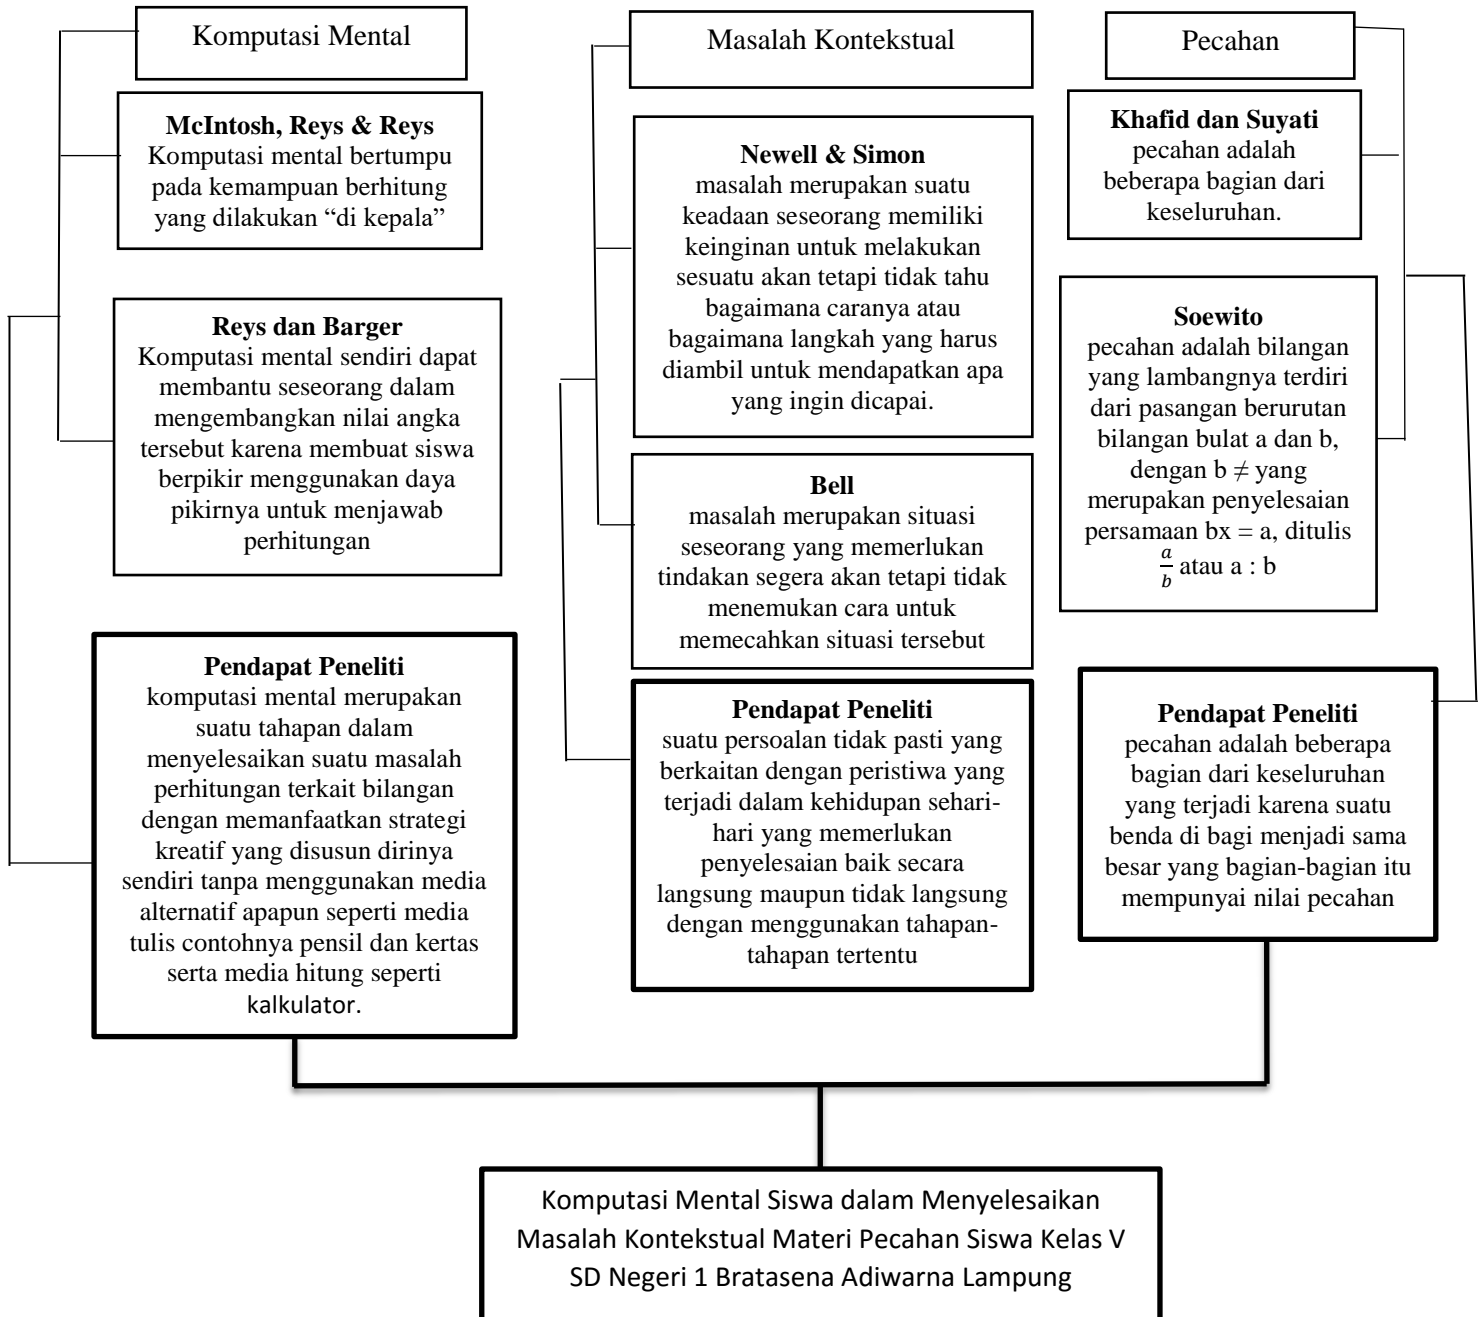 Komputasi Mental
McIntosh, Reys & Reys
Komputasi mental bertumpu
pada kemampuan berhitung
yang dilakukan “di kepala”
Reys dan Barger
Komputasi mental sendiri dapat
membantu seseorang dalam
mengembangkan nilai angka
tersebut karena membuat siswa
berpikir menggunakan daya
pikirnya untuk menjawab
perhitungan
Pendapat Peneliti
komputasi mental merupakan
suatu tahapan dalam
menyelesaikan suatu masalah
perhitungan terkait bilangan
dengan memanfaatkan strategi
kreatif yang disusun dirinya
sendiri tanpa menggunakan media
alternatif apapun seperti media
tulis contohnya pensil dan kertas
serta media hitung seperti
kalkulator.
Masalah Kontekstual
Newell & Simon
masalah merupakan suatu
keadaan seseorang memiliki
keinginan untuk melakukan
sesuatu akan tetapi tidak tahu
bagaimana caranya atau
bagaimana langkah yang harus
diambil untuk mendapatkan apa
yang ingin dicapai.
Bell
masalah merupakan situasi
seseorang yang memerlukan
tindakan segera akan tetapi tidak
menemukan cara untuk
memecahkan situasi tersebut
Pendapat Peneliti
suatu persoalan tidak pasti yang
berkaitan dengan peristiwa yang
terjadi dalam kehidupan sehari-
hari yang memerlukan
penyelesaian baik secara
langsung maupun tidak langsung
dengan menggunakan tahapan-
tahapan tertentu
Pecahan
Khafid dan Suyati
pecahan adalah
beberapa bagian dari
keseluruhan.
Soewito
pecahan adalah bilangan
yang lambangnya terdiri
dari pasangan berurutan
bilangan bulat a dan b,
dengan b ≠ yang
merupakan penyelesaian
persamaan bx = a, ditulis
a/b atau a : b
Pendapat Peneliti
pecahan adalah beberapa
bagian dari keseluruhan
yang terjadi karena suatu
benda di bagi menjadi sama
besar yang bagian-bagian itu
mempunyai nilai pecahan
Komputasi Mental Siswa dalam Menyelesaikan
Masalah Kontekstual Materi Pecahan Siswa Kelas V
SD Negeri 1 Bratasena Adiwarna Lampung